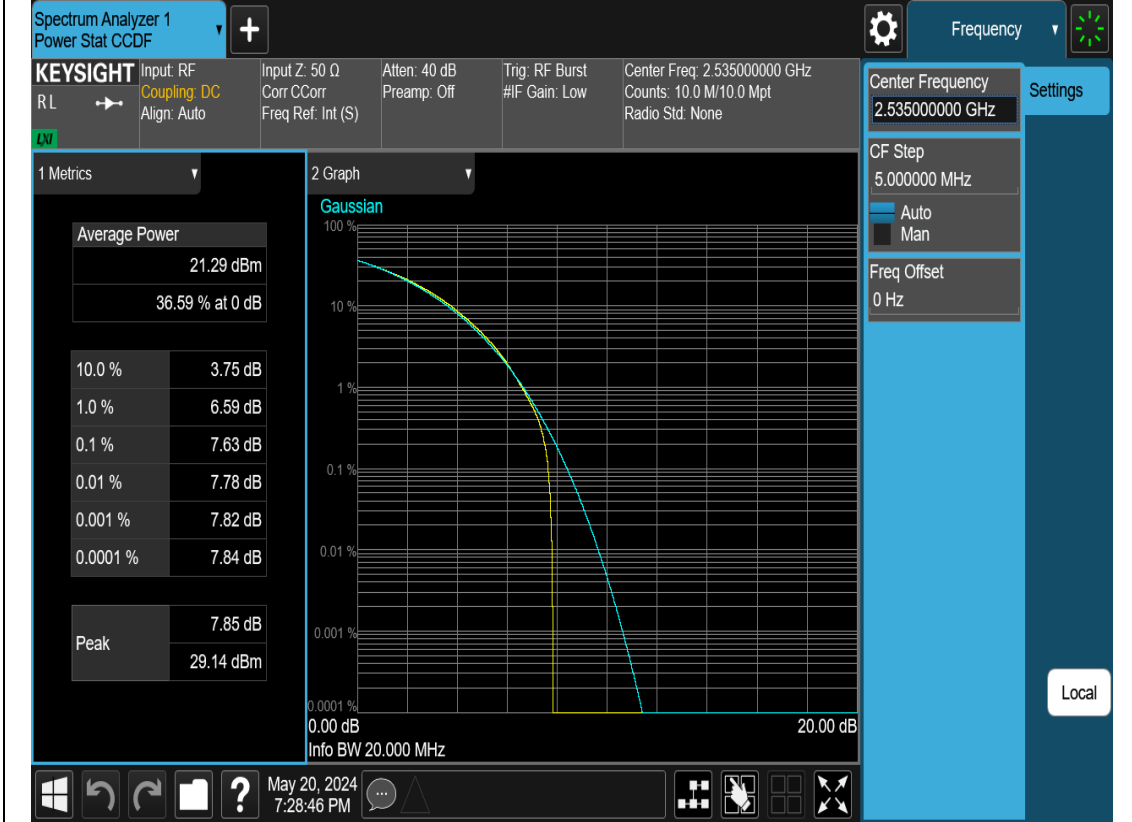 Spectrum Analyzer 1
Power Stat CCDF
Frequency
KEYSIGHT
RL
LXI
Input: RF
Coupling: DC
Align: Auto
Input Z: 50 Ω
Corr CCorr
Freq Ref: Int (S)
Atten: 40 dB
Preamp: Off
Trig: RF Burst
#IF Gain: Low
Center Freq: 2.535000000 GHz
Counts: 10.0 M/10.0 Mpt
Radio Std: None
Center Frequency
2.535000000 GHz
Settings
CF Step
5.000000 MHz
Auto
Man
Freq Offset
0 Hz
1 Metrics
Average Power
21.29 dBm
36.59 % at 0 dB
10.0 % 3.75 dB
1.0 % 6.59 dB
0.1 % 7.63 dB
0.01 % 7.78 dB
0.001 % 7.82 dB
0.0001 % 7.84 dB
Peak 7.85 dB
29.14 dBm
2 Graph
Gaussian
100 %
10 %
1 %
0.1 %
0.01 %
0.001 %
0.0001 %
0.00 dB 20.00 dB
Info BW 20.000 MHz
Local
?
May 20, 2024
7:28:46 PM